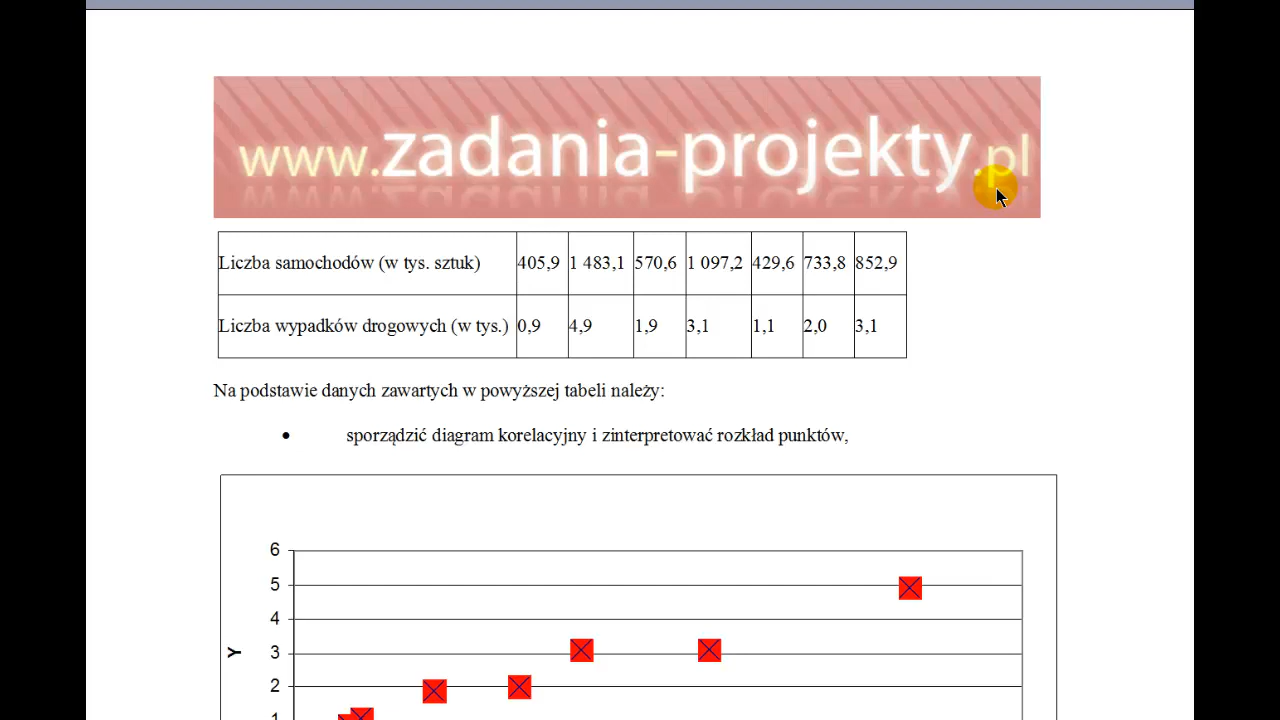 www.zadania-projekty.pl
Liczba samochodów (w tys. sztuk) 405,9 1 483,1 570,6 1 097,2 429,6 733,8 852,9
Liczba wypadków drogowych (w tys.) 0,9 4,9 1,9 3,1 1,1 2,0 3,1
Na podstawie danych zawartych w powyższej tabeli należy:
• sporządzić diagram korelacyjny i zinterpretować rozkład punktów,
6
5
4
Y
3
2
1